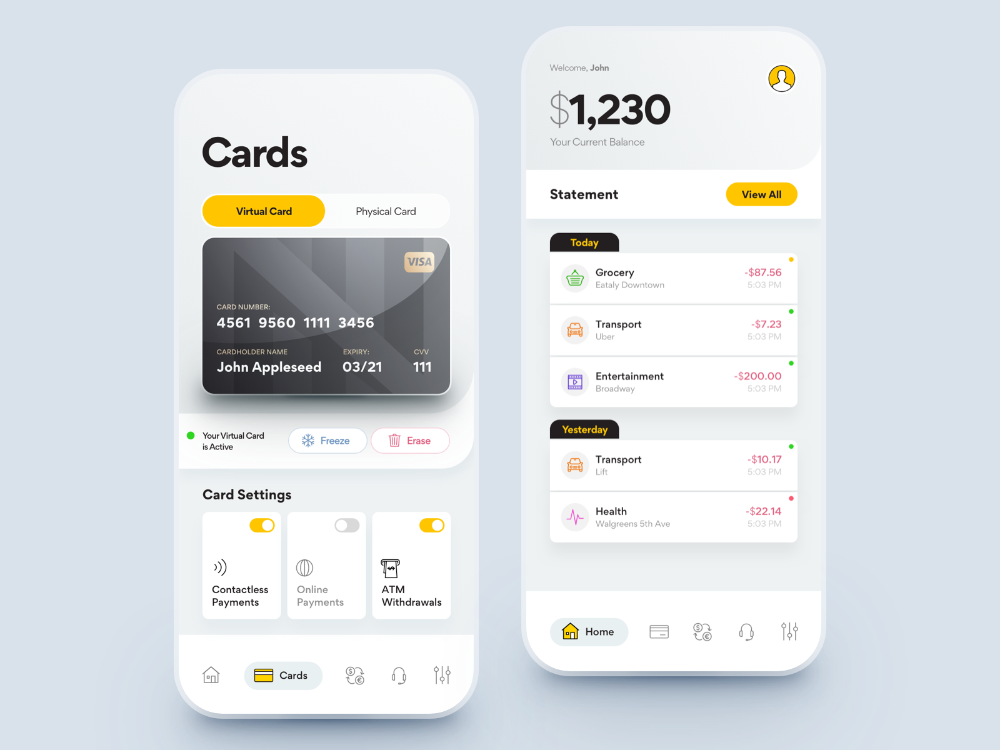 Cards
Virtual Card
Physical Card
VISA
CARD NUMBER:
4561 9560 1111 3456
CARDHOLDER NAME
EXPIRY:
CVV
John Appleseed
03/21
111
Your Virtual Card
is Active
Freeze
Erase
Card Settings
Contactless
Payments
Online
Payments
ATM
Withdrawals
Cards
Welcome, John
$1,230
Your Current Balance
Statement
View All
Today
Grocery
-$87.56
Eataly Downtown
5:03 PM
Transport
-$7.23
Uber
5:03 PM
Entertainment
-$200.00
Broadway
5:03 PM
Yesterday
Transport
-$10.17
Lift
5:03 PM
Health
-$22.14
Walgreens 5th Ave
5:03 PM
Home